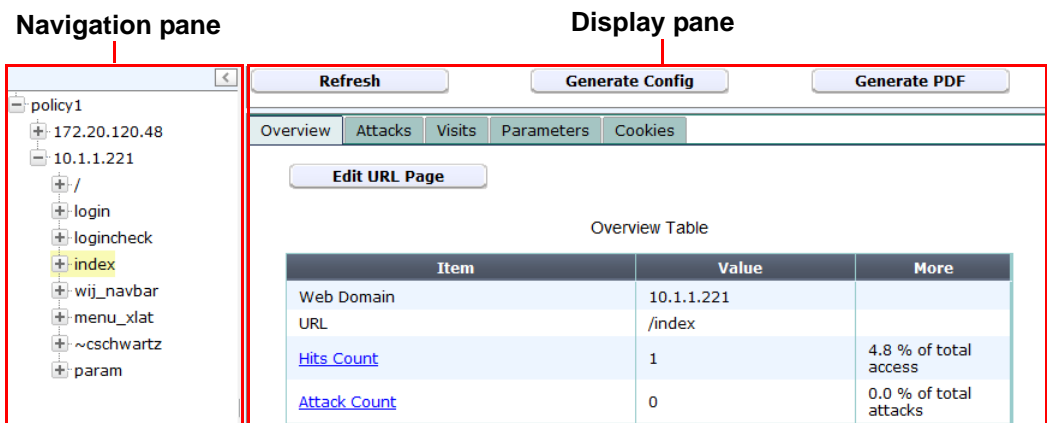 Navigation pane
Display pane
<
policy1
172.20.120.48
10.1.1.221
/
login
logincheck
index
wij_navbar
menu_xlat
~cschwartz
param
Refresh Generate Config Generate PDF
Overview Attacks Visits Parameters Cookies
Edit URL Page
Overview Table
Item Value More
Web Domain 10.1.1.221
URL /index
Hits Count 1 4.8 % of total
access
Attack Count 0 0.0 % of total
attacks